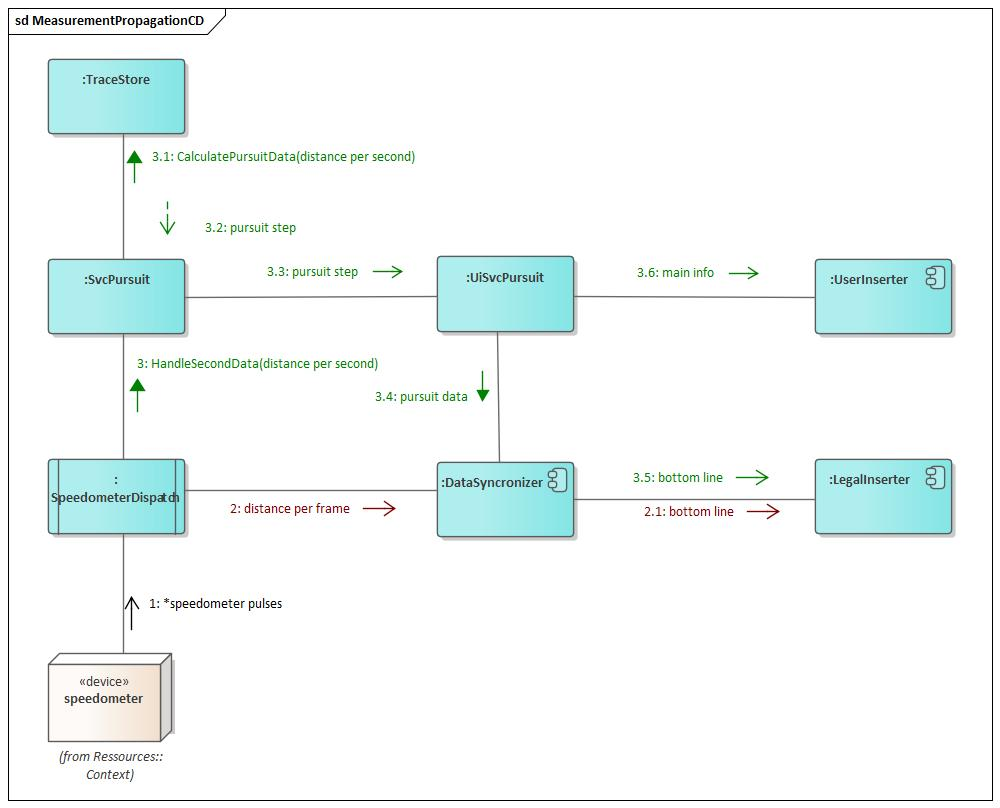 sd MeasurementPropagationCD
:TraceStore
3.1: CalculatePursuitData(distance per second)
3.2: pursuit step
:SvcPursuit
3.3: pursuit step
:UiSvcPursuit
3.6: main info
:UserInserter
3: HandleSecondData(distance per second)
3.4: pursuit data
:
SpeedometerDispatch
2: distance per frame
:DataSyncronizer
3.5: bottom line
2.1: bottom line
:LegalInserter
1: *speedometer pulses
«device»
speedometer
(from Ressources::
Context)